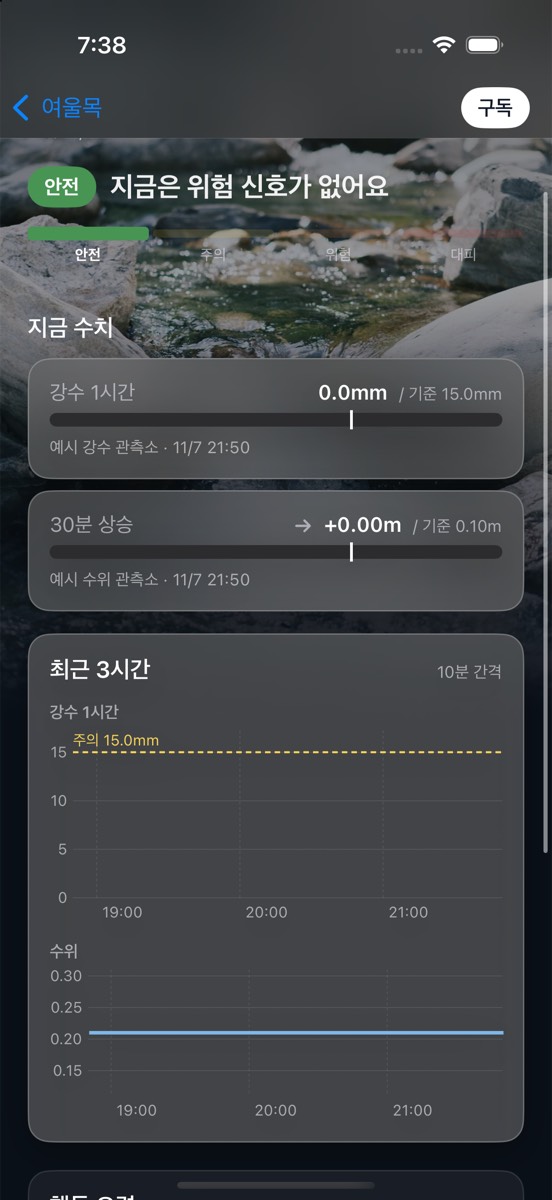 7:38
여울목
구독
안전
지금은 위험 신호가 없어요
안전 주의 위험 대피
지금 수치
강수 1시간 0.0mm / 기준 15.0mm
예시 강수 관측소 · 11/7 21:50
30분 상승 → +0.00m / 기준 0.10m
예시 수위 관측소 · 11/7 21:50
최근 3시간 10분 간격
강수 1시간
주의 15.0mm
15
10
5
0
19:00 20:00 21:00
수위
0.30
0.25
0.20
0.15
19:00 20:00 21:00